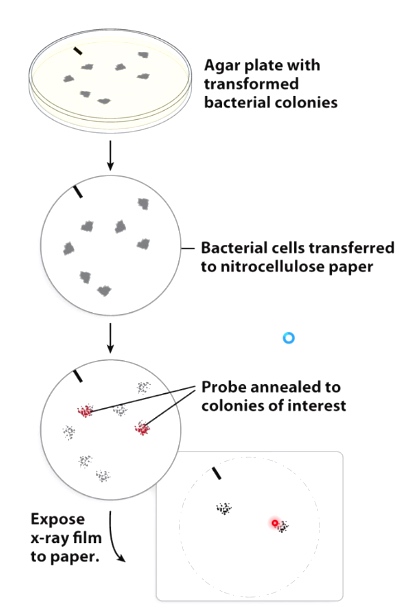 Agar plate with
transformed
bacterial colonies
Bacterial cells transferred
to nitrocellulose paper
Probe annealed to
colonies of interest
Expose
x-ray film
to paper.